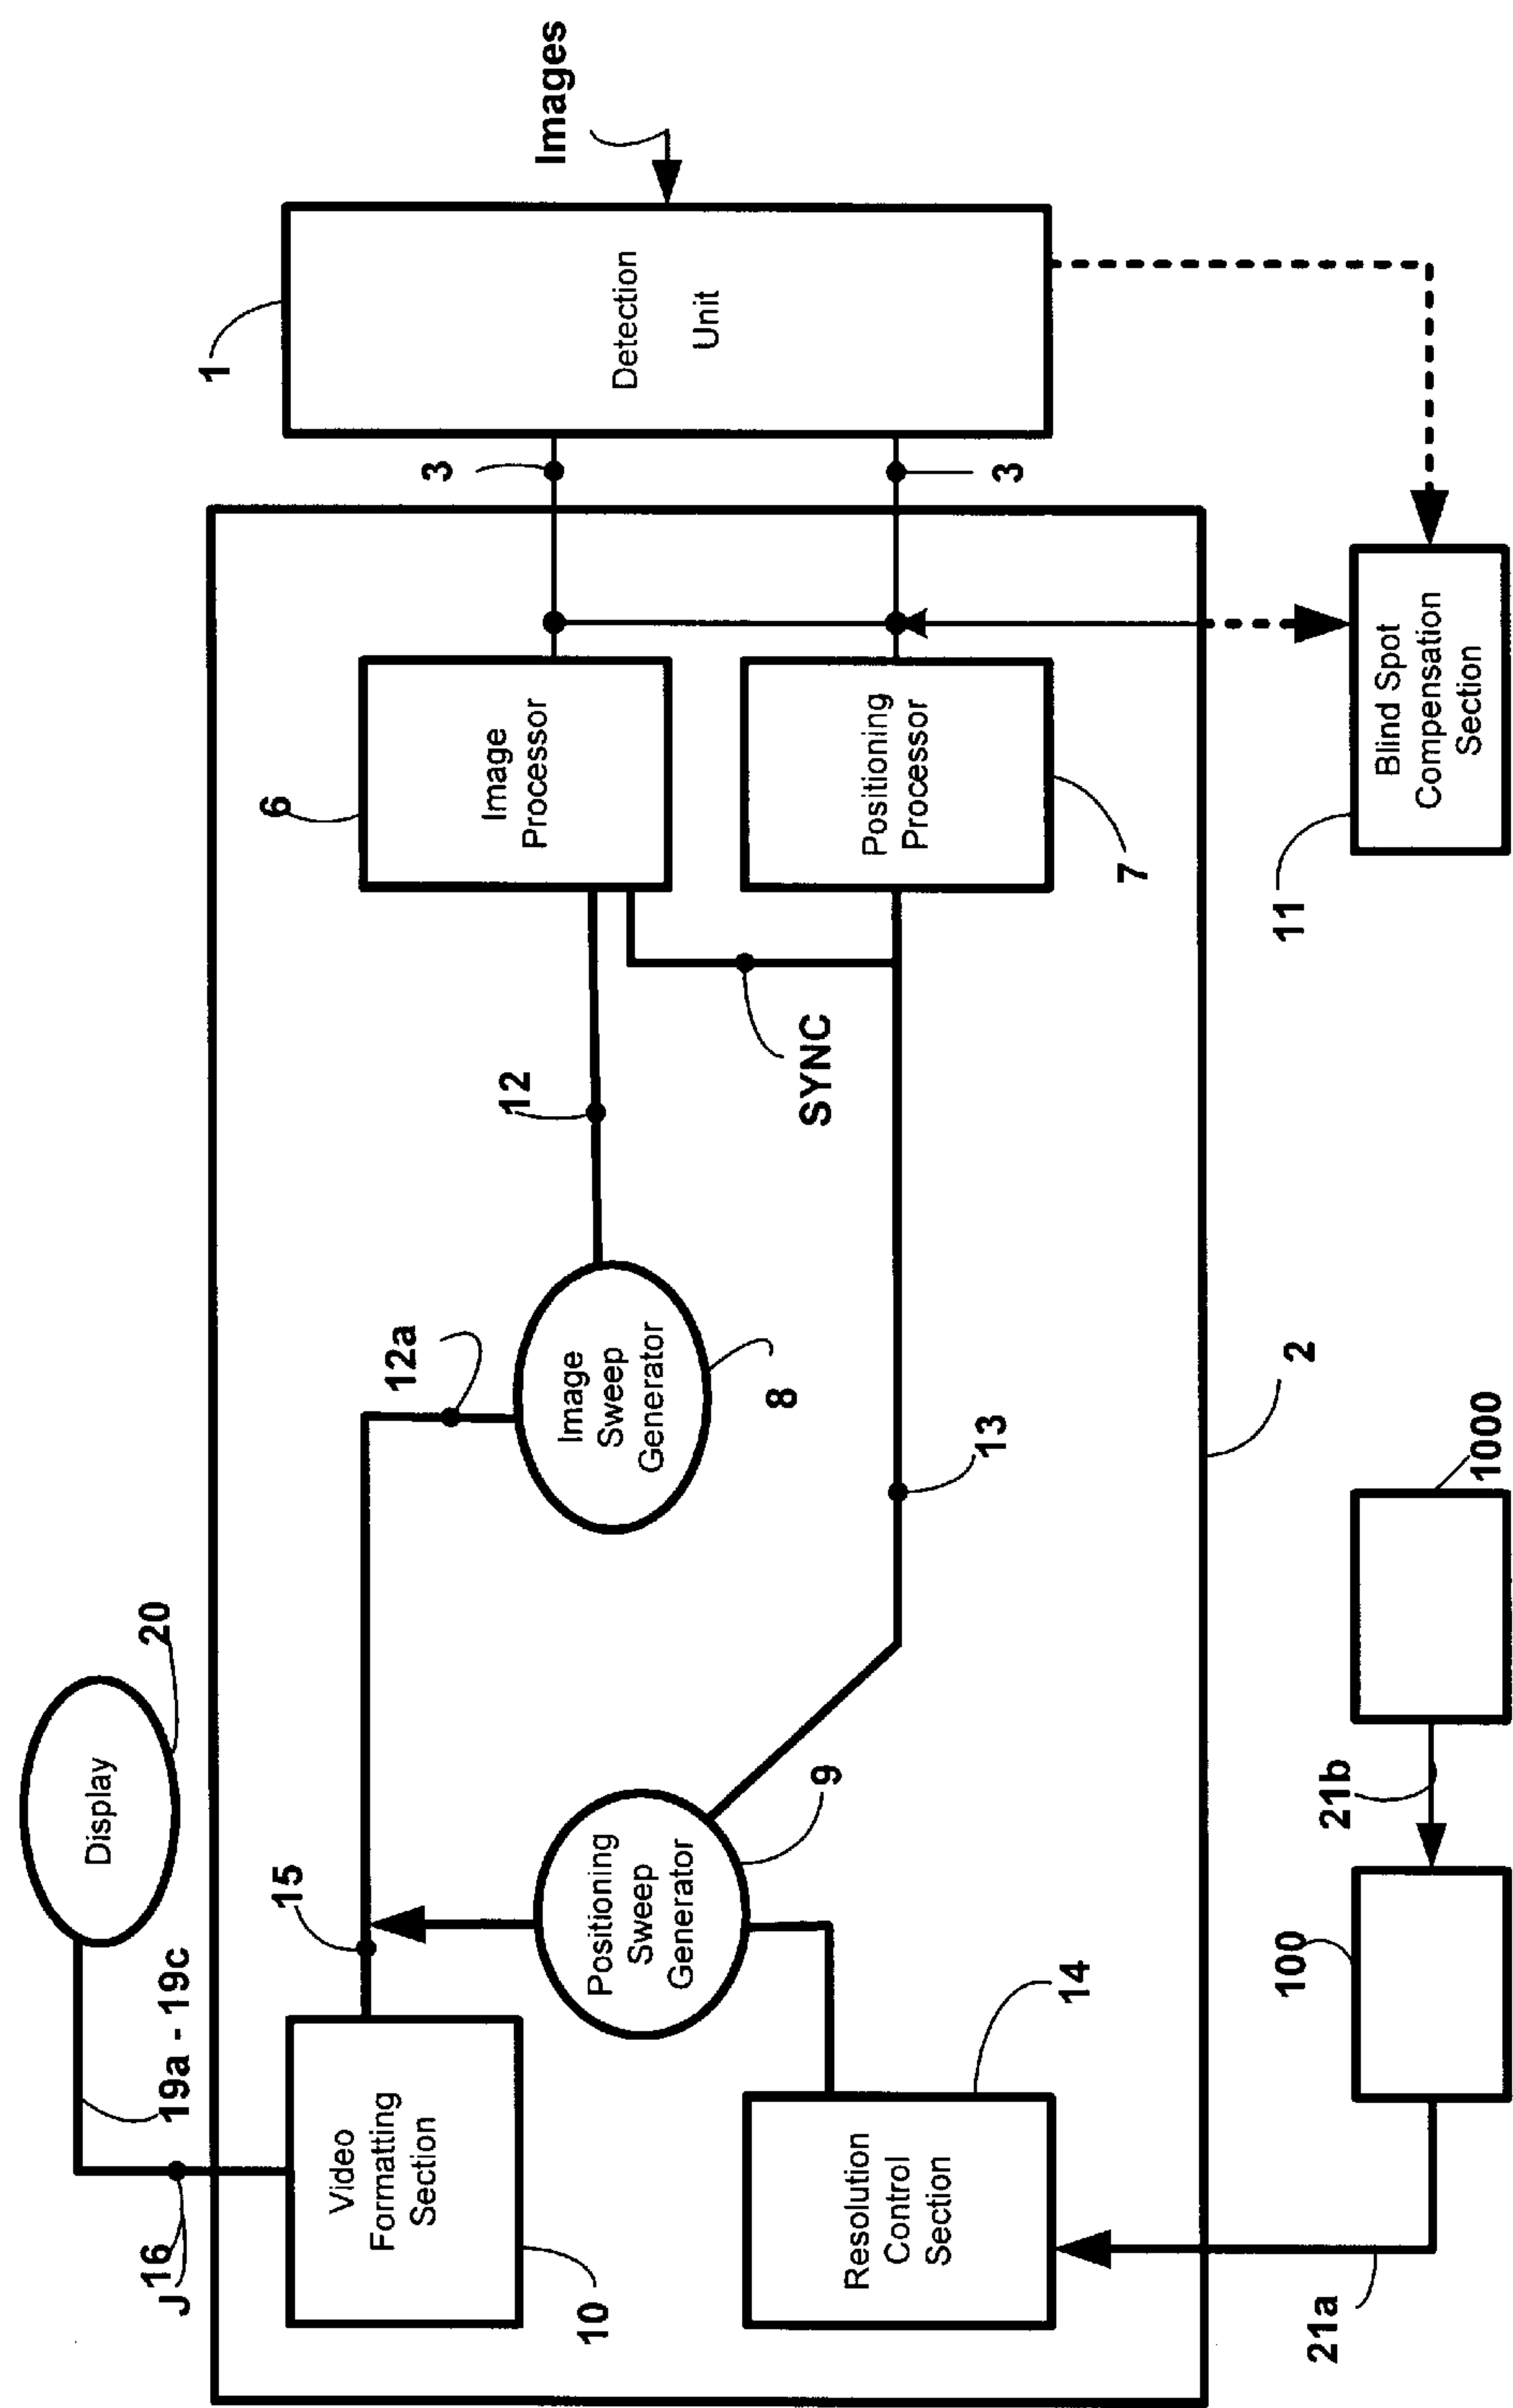 Display
20
J16
19a - 19c
1
15
6
Video
Formatting
Section
12a
3
Image
Processor
12
Images
10
Positioning
Sweep
Generator
Image
Sweep
Generator
Detection
Unit
9
8
SYNC
Resolution
Control
Section
Positioning
Processor
3
14
13
7
2
11
21a
100
21b
1000
Blind Spot
Compensation
Section